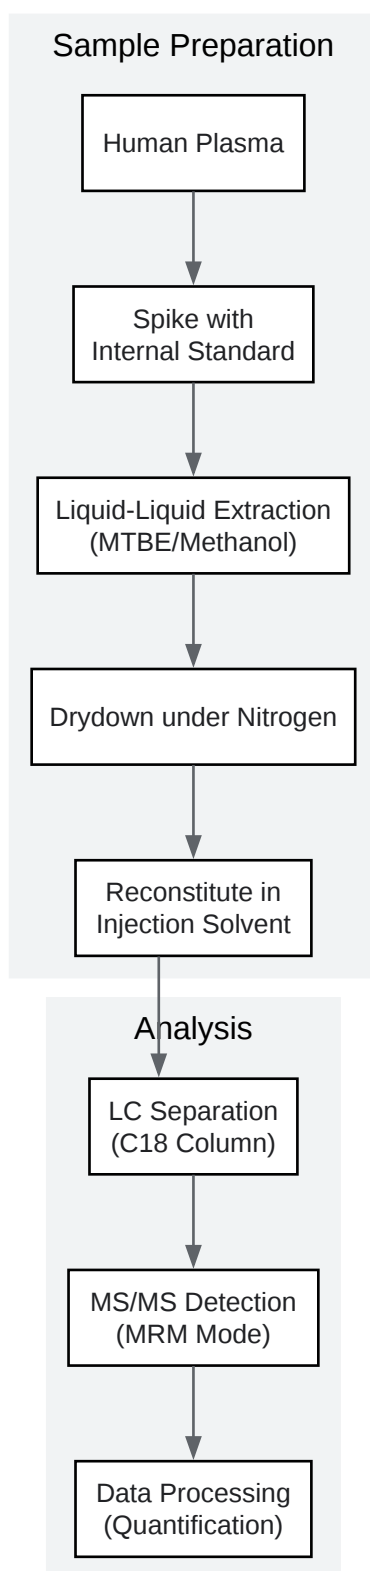 Sample Preparation
Human Plasma
Spike with
Internal Standard
Liquid-Liquid Extraction
(MTBE/Methanol)
Drydown under Nitrogen
Reconstitute in
Injection Solvent
Analysis
LC Separation
(C18 Column)
MS/MS Detection
(MRM Mode)
Data Processing
(Quantification)